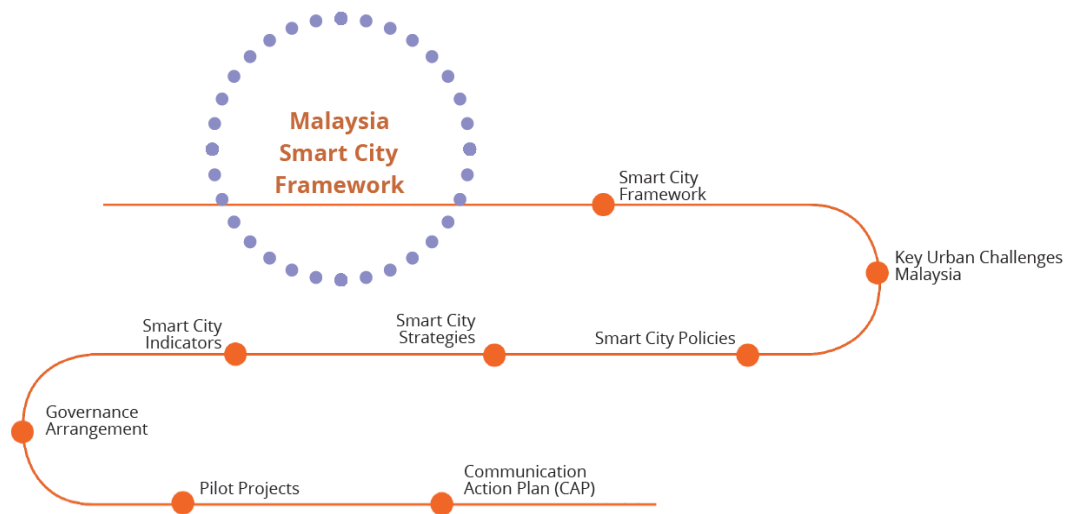 Malaysia
Smart City
Framework
Smart City
Framework
Key Urban Challenges
Malaysia
Smart City Policies
Smart City
Strategies
Smart City
Indicators
Governance
Arrangement
Pilot Projects
Communication
Action Plan (CAP)